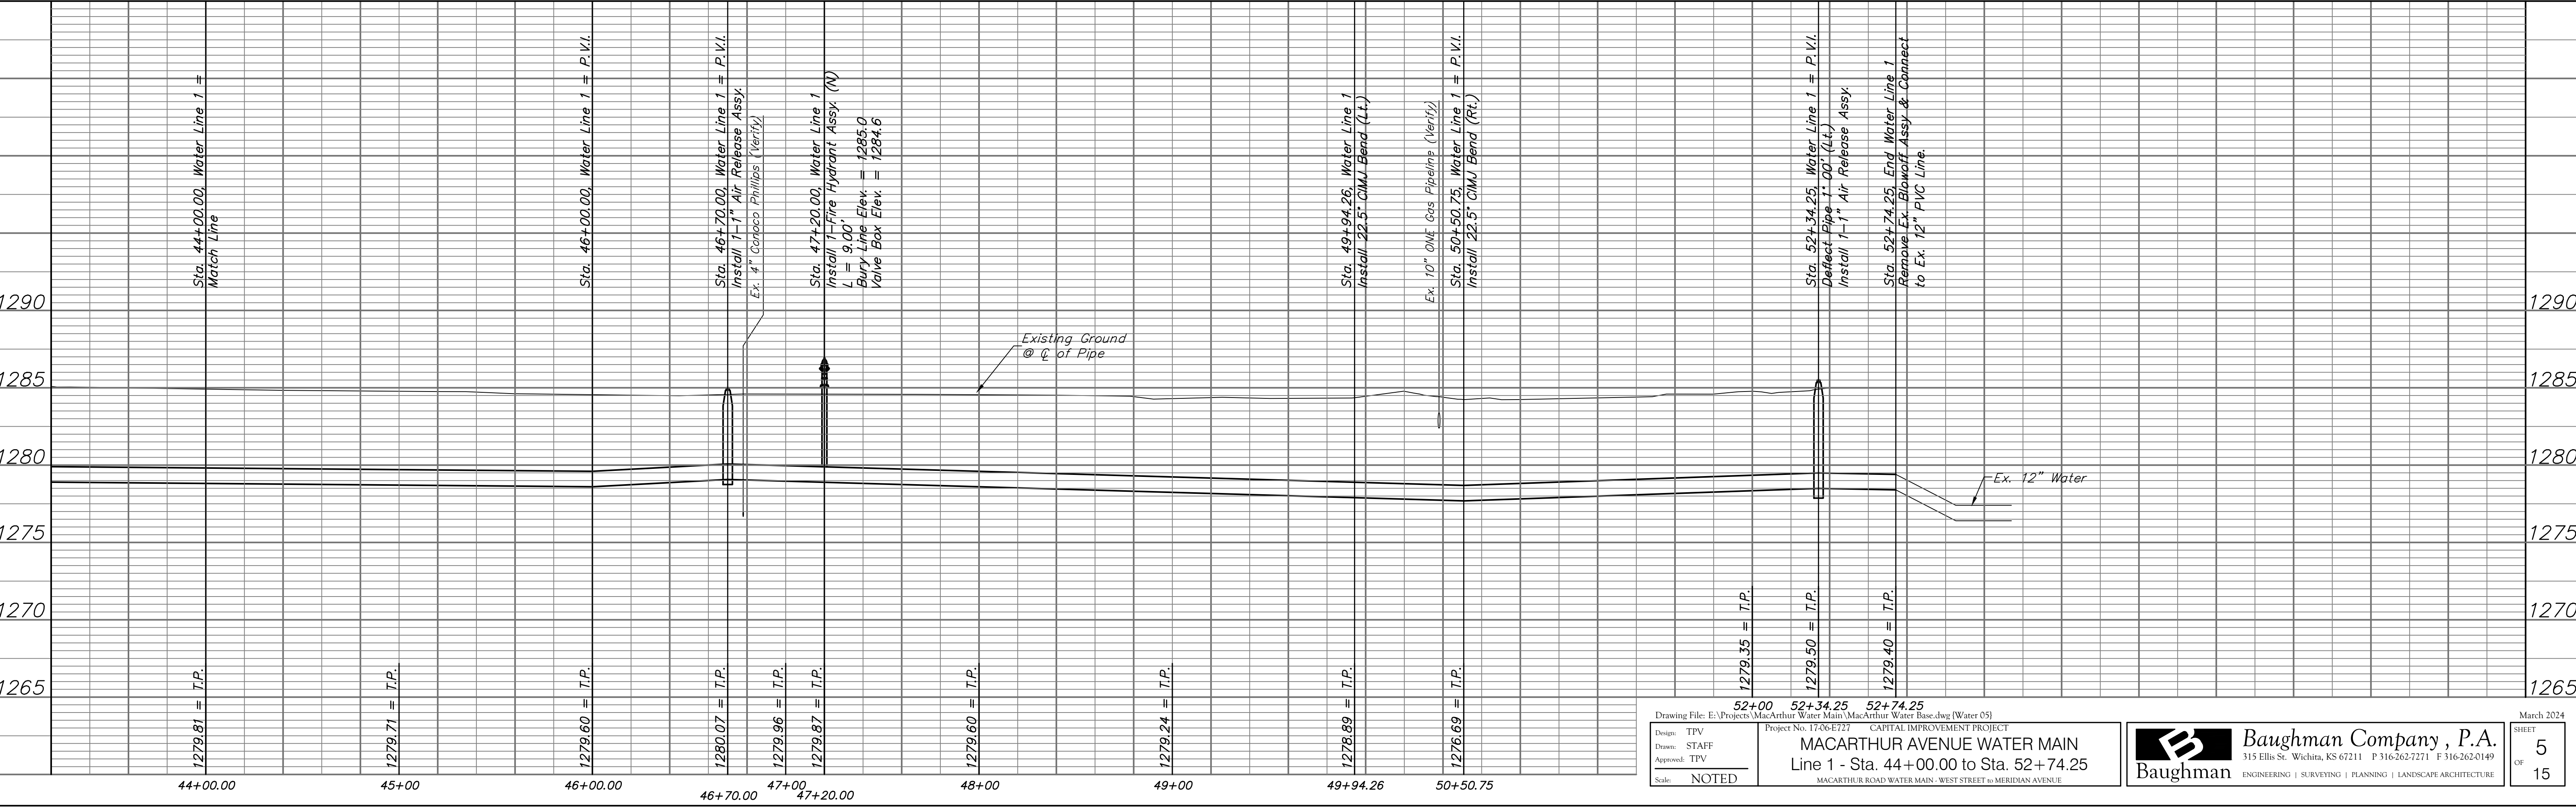 Sta. 44+00.00, Water Line 1 =
Match Line
Sta. 46+00.00, Water Line 1 = P.V.I.
Sta. 46+70.00, Water Line 1 = P.V.I.
Install 1-1" Air Release Assy.
Ex. 4" Conoco Phillips (Verify)
Sta. 47+20.00, Water Line 1
Install 1-Fire Hydrant Assy. (N)
L = 9.00'
Bury Line Elev. = 1285.0
Valve Box Elev. = 1284.6
Sta. 49+94.26, Water Line 1
Install 22.5° CIMJ Bend (Lt.)
Ex. 10" ONE Gas Pipeline (Verify)
Sta. 50+50.75, Water Line 1 = P.V.I.
Install 22.5° CIMJ Bend (Rt.)
Sta. 52+34.25, Water Line 1 = P.V.I.
Deflect Pipe 1° 00' (Lt.)
Install 1-1" Air Release Assy.
Sta. 52+74.25, End Water Line 1
Remove Ex. Blowoff Assy & Connect
to Ex. 12" PVC Line.
1290
1290
Existing Ground
@ ℄ of Pipe
1285
1285
1280
1280
Ex. 12" Water
1275
1275
1270
1270
1265
1265
1279.81 = T.P.
1279.71 = T.P.
1279.60 = T.P.
1280.07 = T.P.
1279.96 = T.P.
1279.87 = T.P.
1279.60 = T.P.
1279.24 = T.P.
1278.89 = T.P.
1276.69 = T.P.
1279.35 = T.P.
1279.50 = T.P.
1279.40 = T.P.
52+00
52+34.25
52+74.25
44+00.00
45+00
46+00.00
46+70.00
47+00
47+20.00
48+00
49+00
49+94.26
50+50.75
Drawing File: E:\Projects\MacArthur Water Main\MacArthur Water Base.dwg {Water 05}
March 2024
Design: TPV
Drawn: STAFF
Approved: TPV
Scale: NOTED
Project No. 17-06-E727 CAPITAL IMPROVEMENT PROJECT
MACARTHUR AVENUE WATER MAIN
Line 1 - Sta. 44+00.00 to Sta. 52+74.25
MACARTHUR ROAD WATER MAIN - WEST STREET to MERIDIAN AVENUE
B
Baughman
Baughman Company, P.A.
315 Ellis St. Wichita, KS 67211 P 316-262-7271 F 316-262-0149
ENGINEERING | SURVEYING | PLANNING | LANDSCAPE ARCHITECTURE
SHEET
5
OF
15